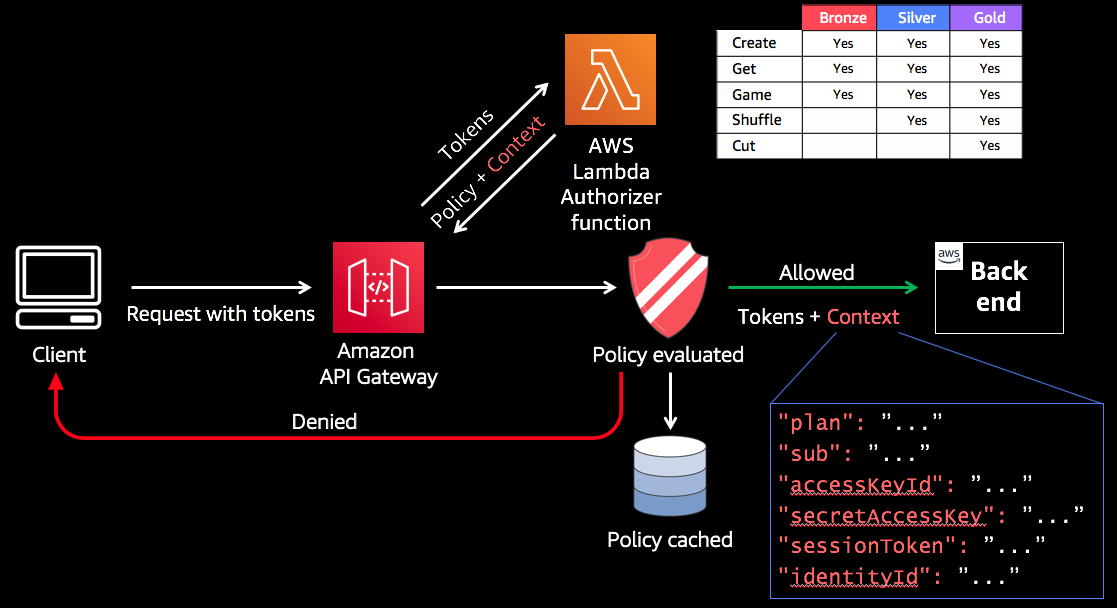 Bronze Silver Gold
Create Yes Yes Yes
Get Yes Yes Yes
Game Yes Yes Yes
Shuffle Yes Yes
Cut Yes
Tokens
Policy + Context
AWS
Lambda
Authorizer
function
Client
Request with tokens
</>
Amazon
API Gateway
Policy evaluated
Allowed
Tokens + Context
aws
Back
end
Denied
Policy cached
"plan": ”...”
"sub": ”...”
"accessKeyId": ”...”
"secretAccessKey": ”...”
"sessionToken": ”...”
"identityId": ”...”